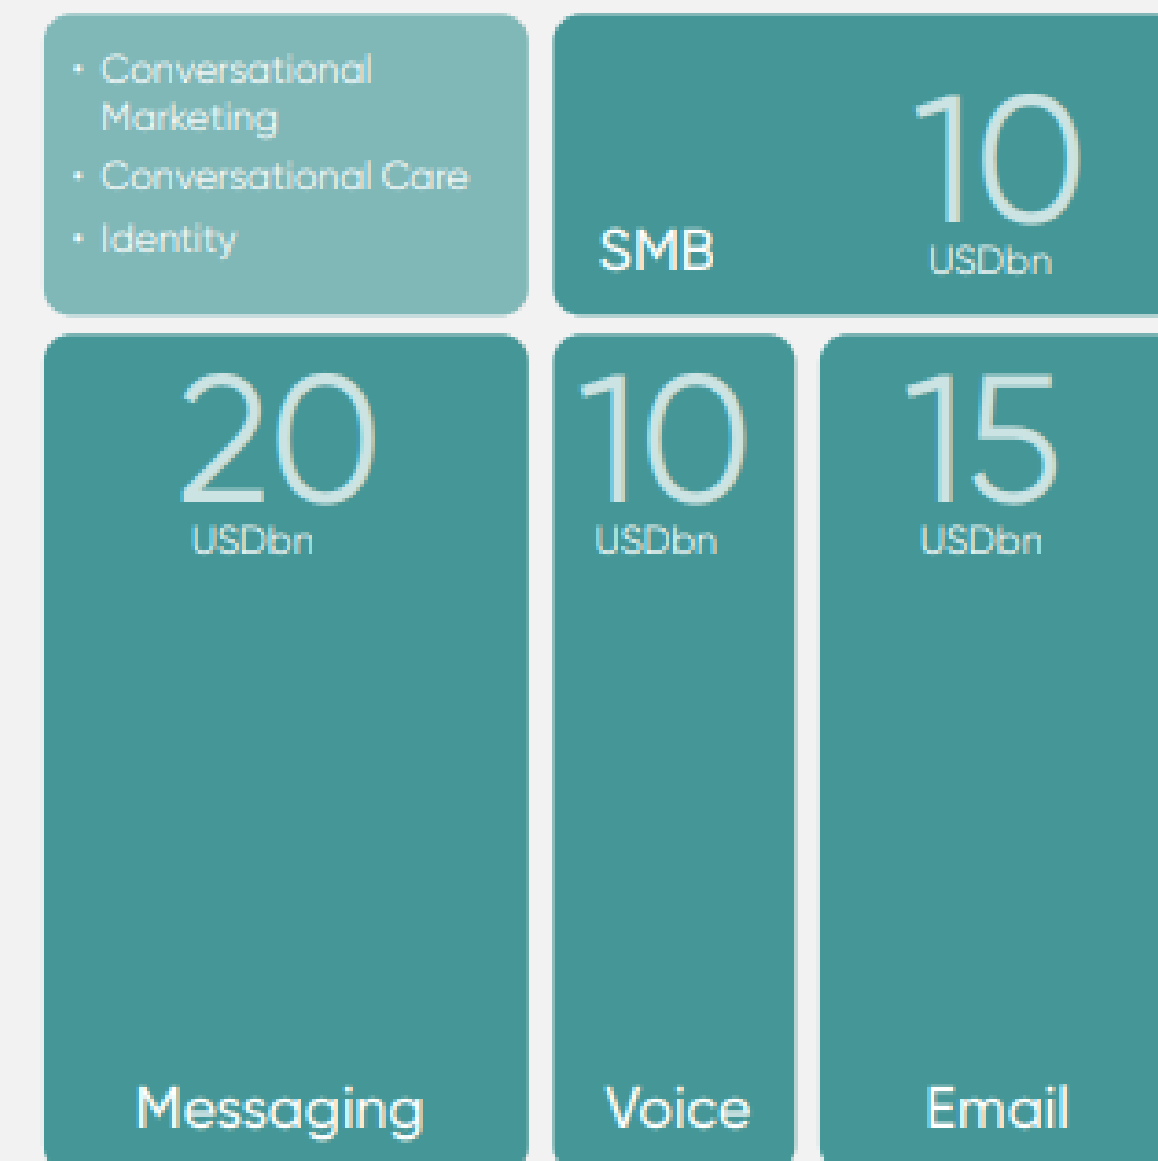 • Conversational
Marketing
• Conversational Care
• Identity
10
USDbn
SMB
20
USDbn
Messaging
10
USDbn
Voice
15
USDbn
Email